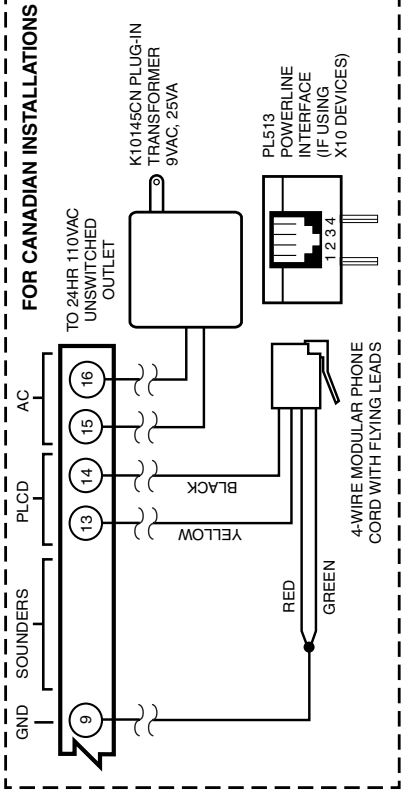 FOR CANADIAN INSTALLATIONS
GND
SOUNDERS
PLCD
AC
9
13
14
15
16
TO 24HR 110VAC
UNSWITCHED
OUTLET
K10145CN PLUG-IN
TRANSFORMER
9VAC, 25VA
YELLOW
BLACK
RED
GREEN
4-WIRE MODULAR PHONE
CORD WITH FLYING LEADS
1 2 3 4
PL513
POWERLINE
INTERFACE
(IF USING
X10 DEVICES)